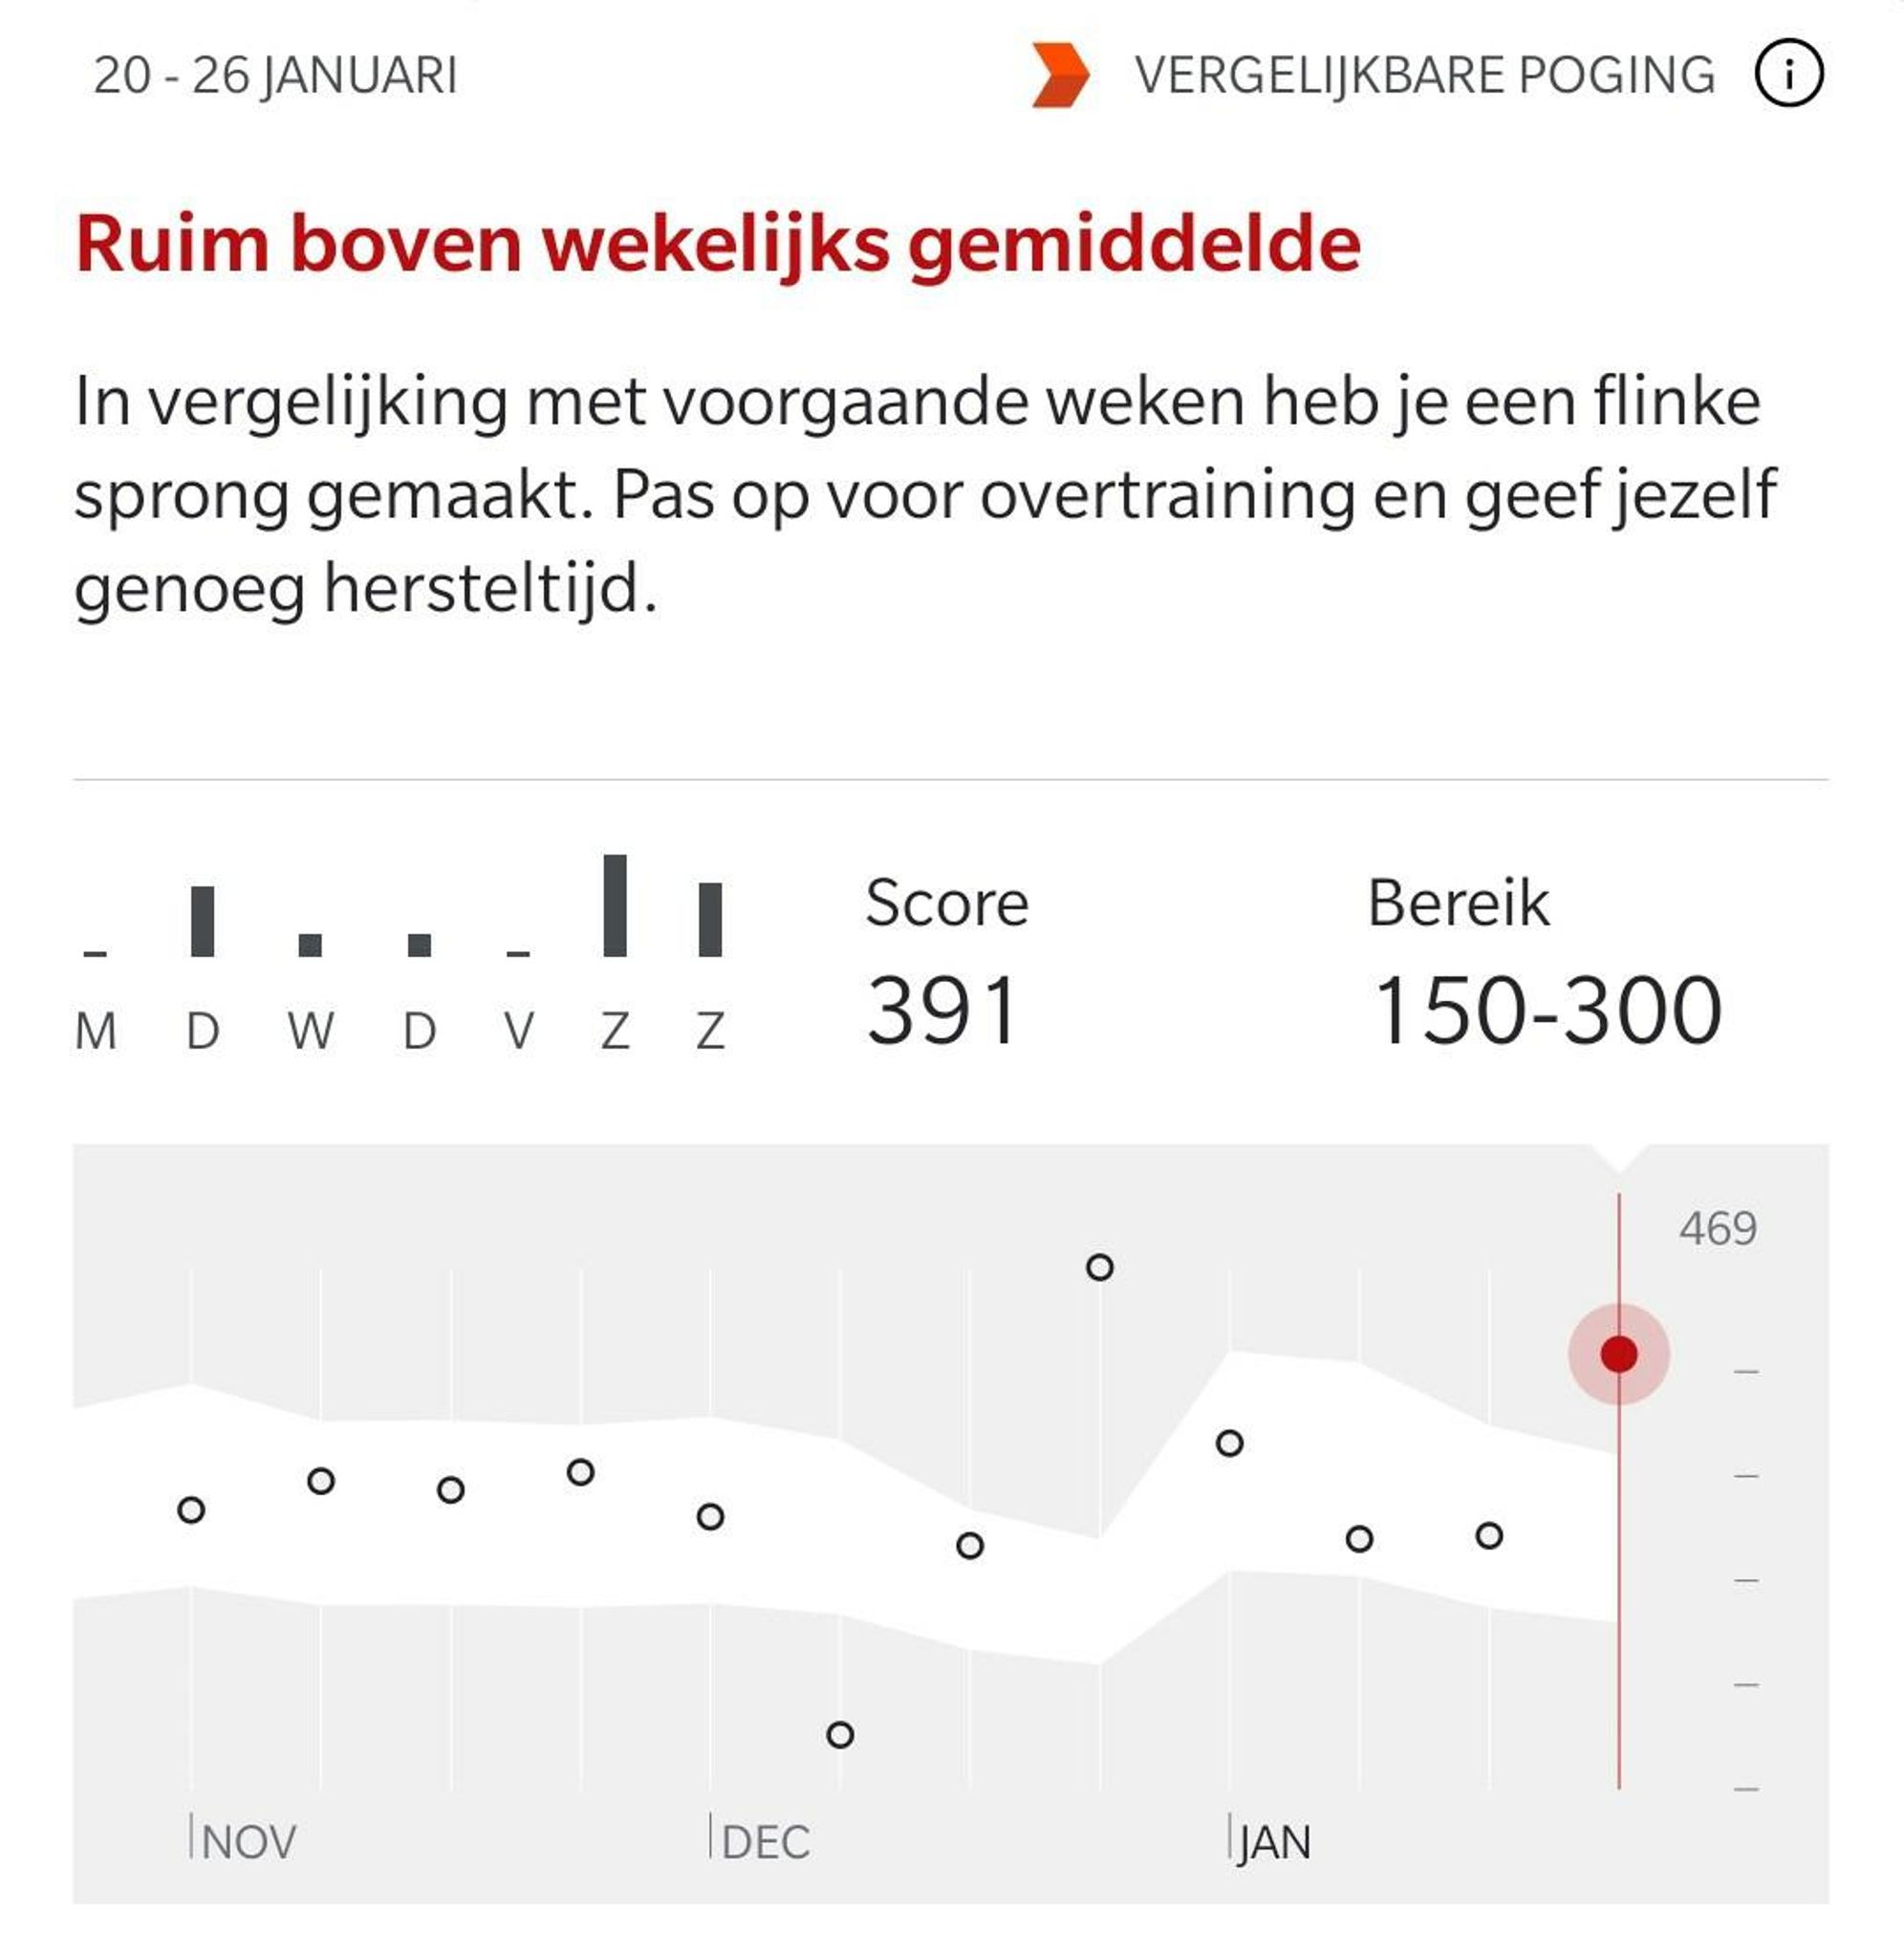 20 - 26 JANUARI
VERGELIJKBARE POGING
Ruim boven wekelijks gemiddelde
In vergelijking met voorgaande weken heb je een flinke
sprong gemaakt. Pas op voor overtraining en geef jezelf
genoeg hersteltijd.
M D W D V Z Z
Score
391
Bereik
150-300
469
NOV DEC JAN